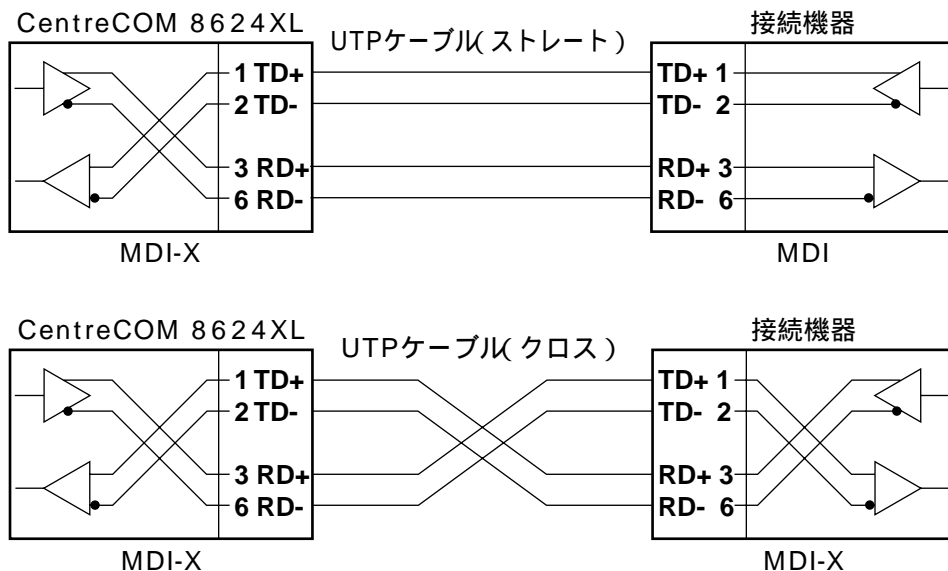 CentreCOM 8624XL
UTPケーブル(ストレート)
接続機器
1 TD+
2 TD-
3 RD+
6 RD-
TD+ 1
TD- 2
RD+ 3
RD- 6
MDI-X
MDI
CentreCOM 8624XL
UTPケーブル(クロス)
接続機器
1 TD+
2 TD-
3 RD+
6 RD-
TD+ 1
TD- 2
RD+ 3
RD- 6
MDI-X
MDI-X